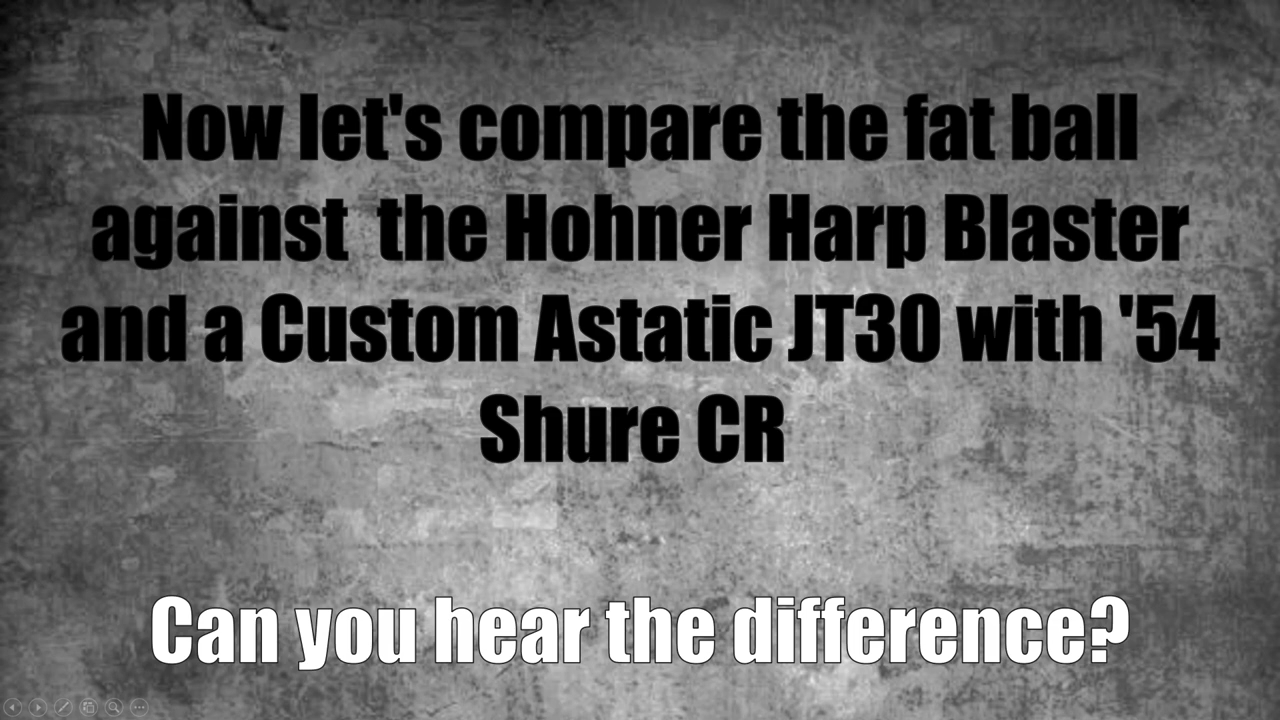 Now let's compare the fat ball
against  the Hohner Harp Blaster
and a Custom Astatic JT30 with '54
Shure CR
Can you hear the difference?